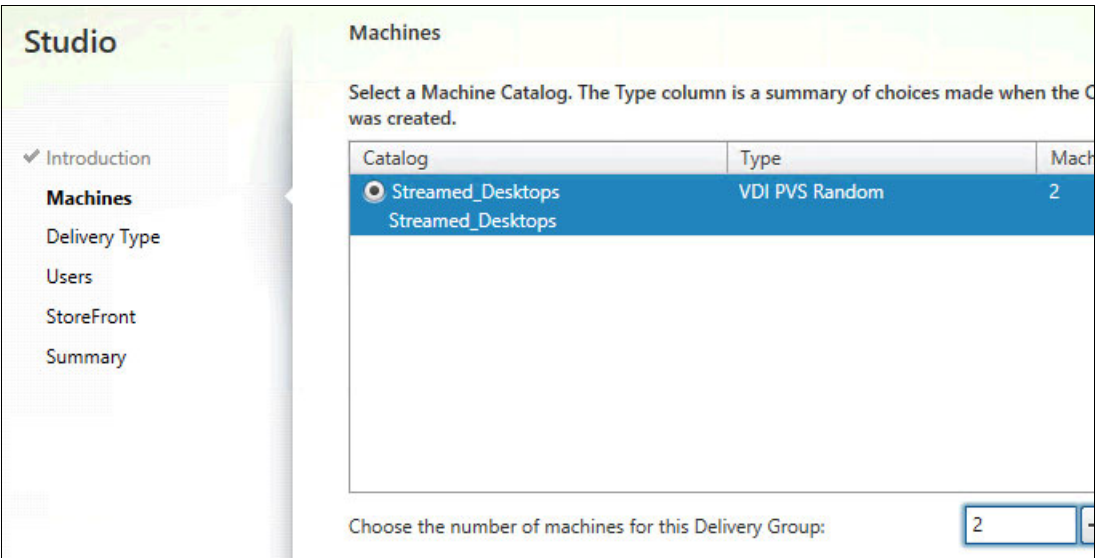 Studio
Introduction
Machines
Delivery Type
Users
StoreFront
Summary
Machines
Select a Machine Catalog. The Type column is a summary of choices made when the
was created.
Catalog Type
Streamed_Desktops VDI PVS Random 2
Streamed_Desktops
Choose the number of machines for this Delivery Group: 2